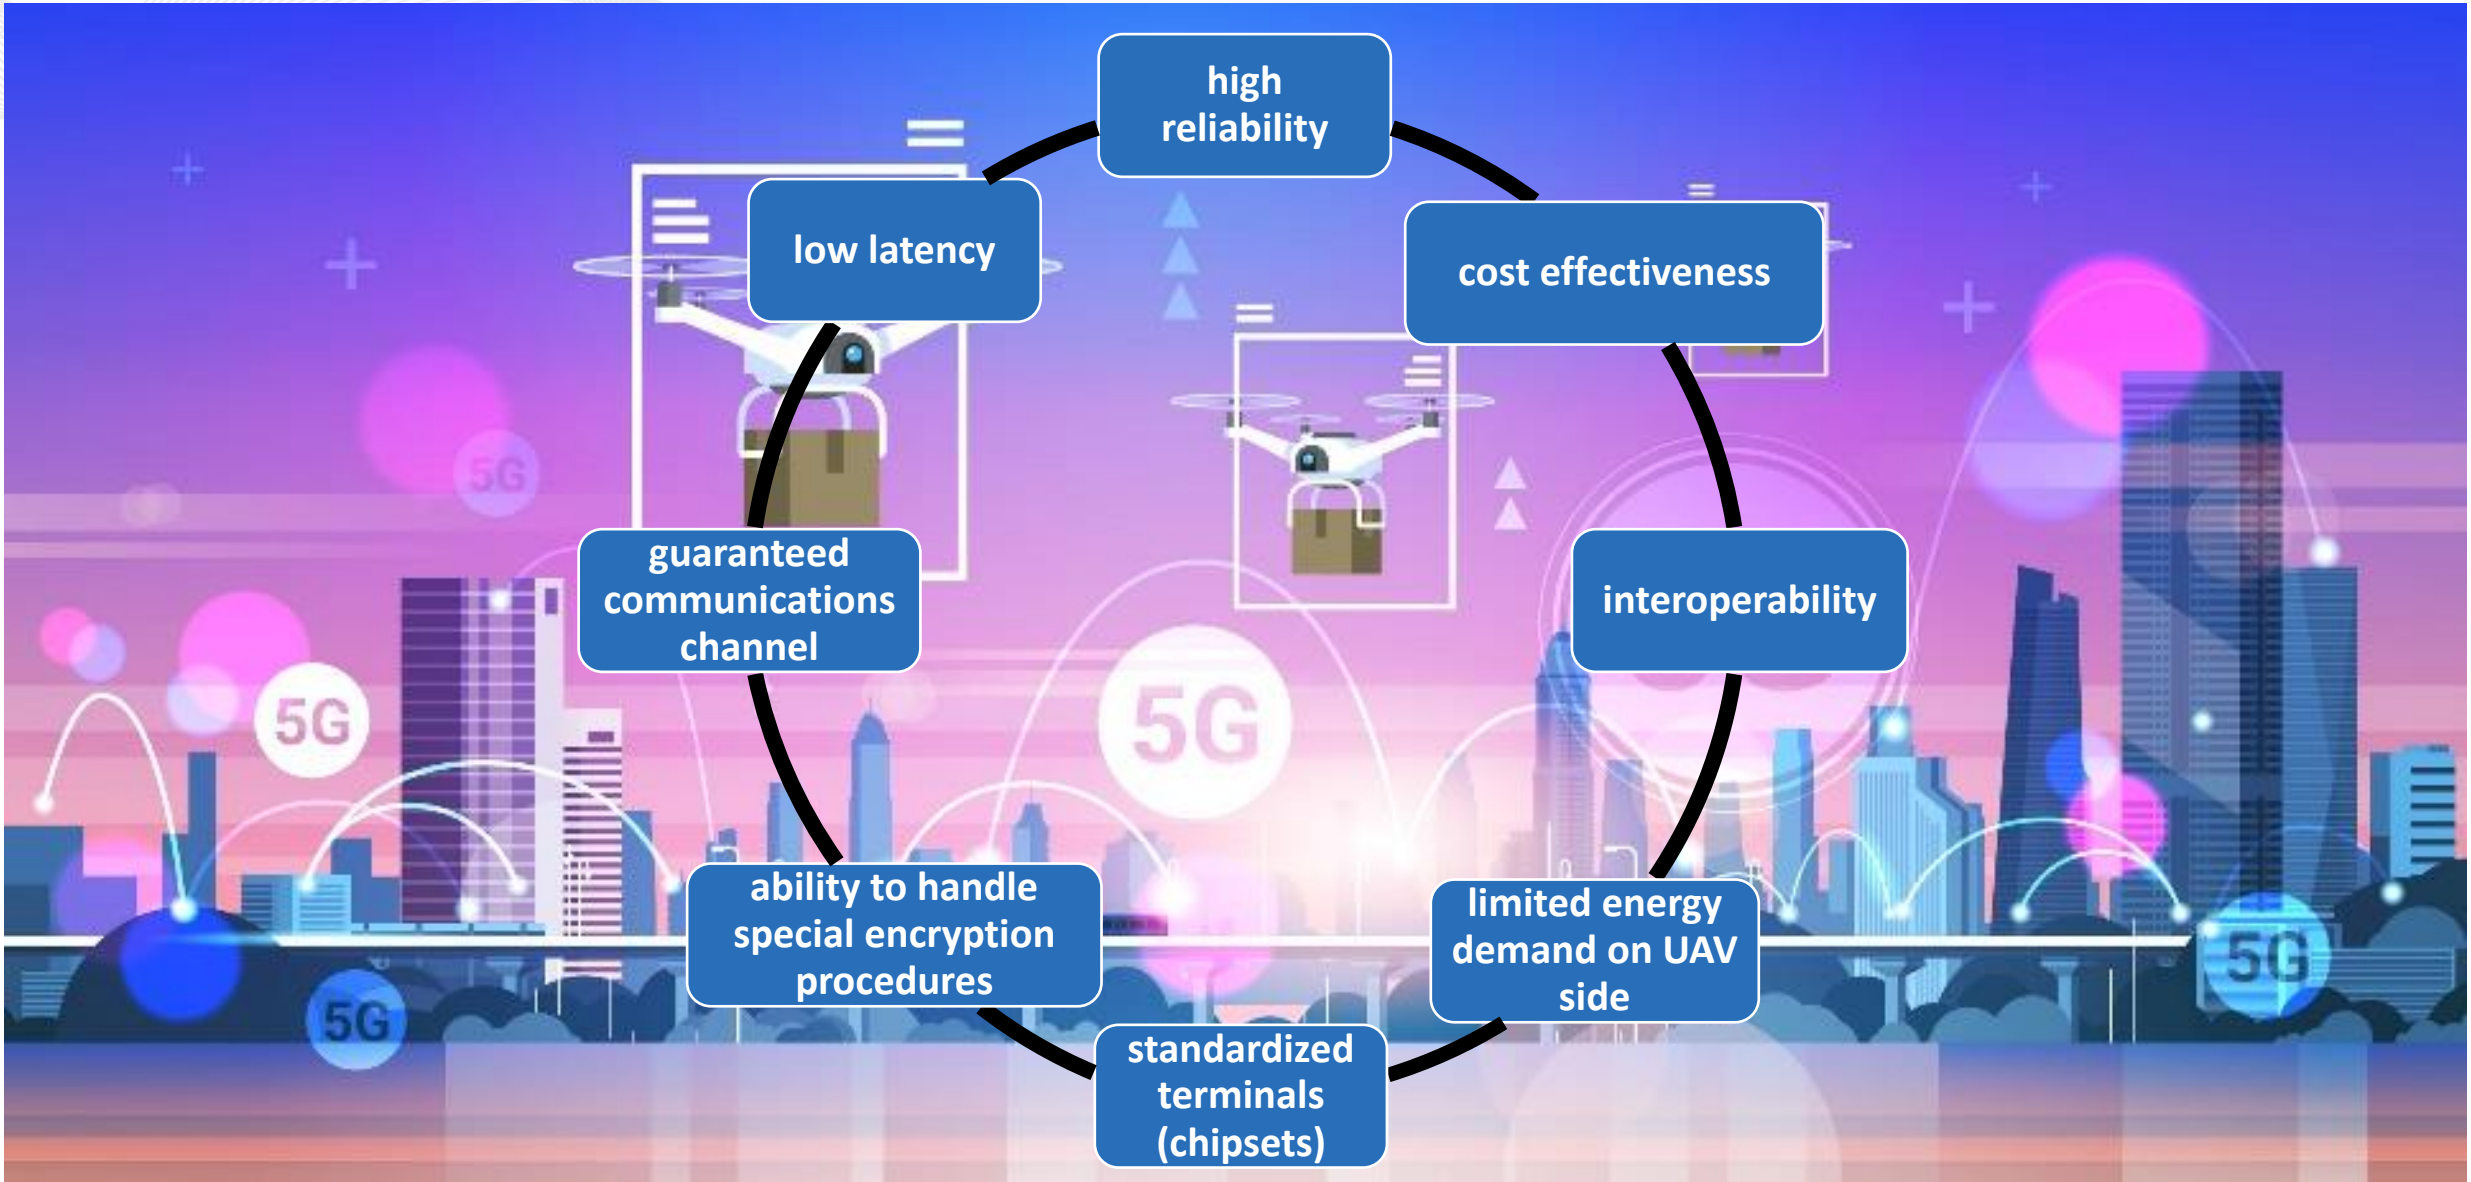 high
reliability
low latency
cost effectiveness
5G
guaranteed
communications
channel
interoperability
5G
5G
ability to handle
special encryption
procedures
limited energy
demand on UAV
side
5G
5G
standardized
terminals
(chipsets)